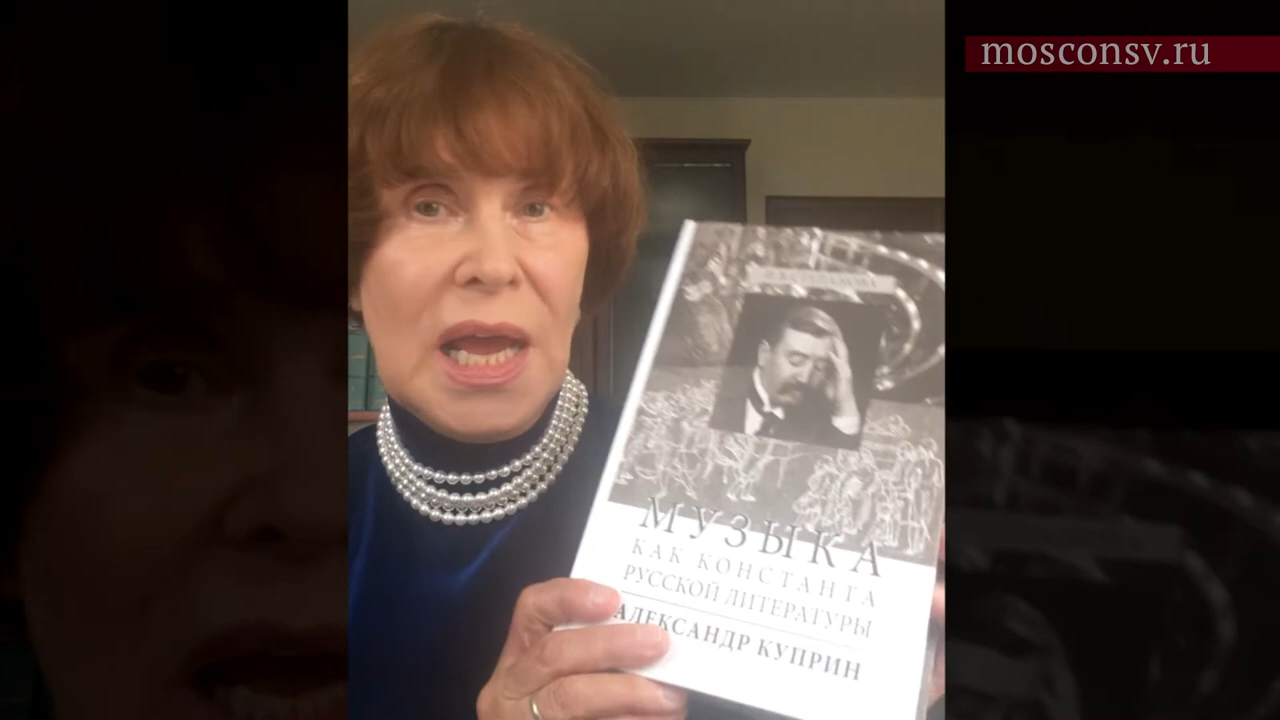 mosconsv.ru
МУЗЫКА
КАК КОНСТАНТА
РУССКОЙ ЛИТЕРАТУРЫ
АЛЕКСАНДР КУПРИН